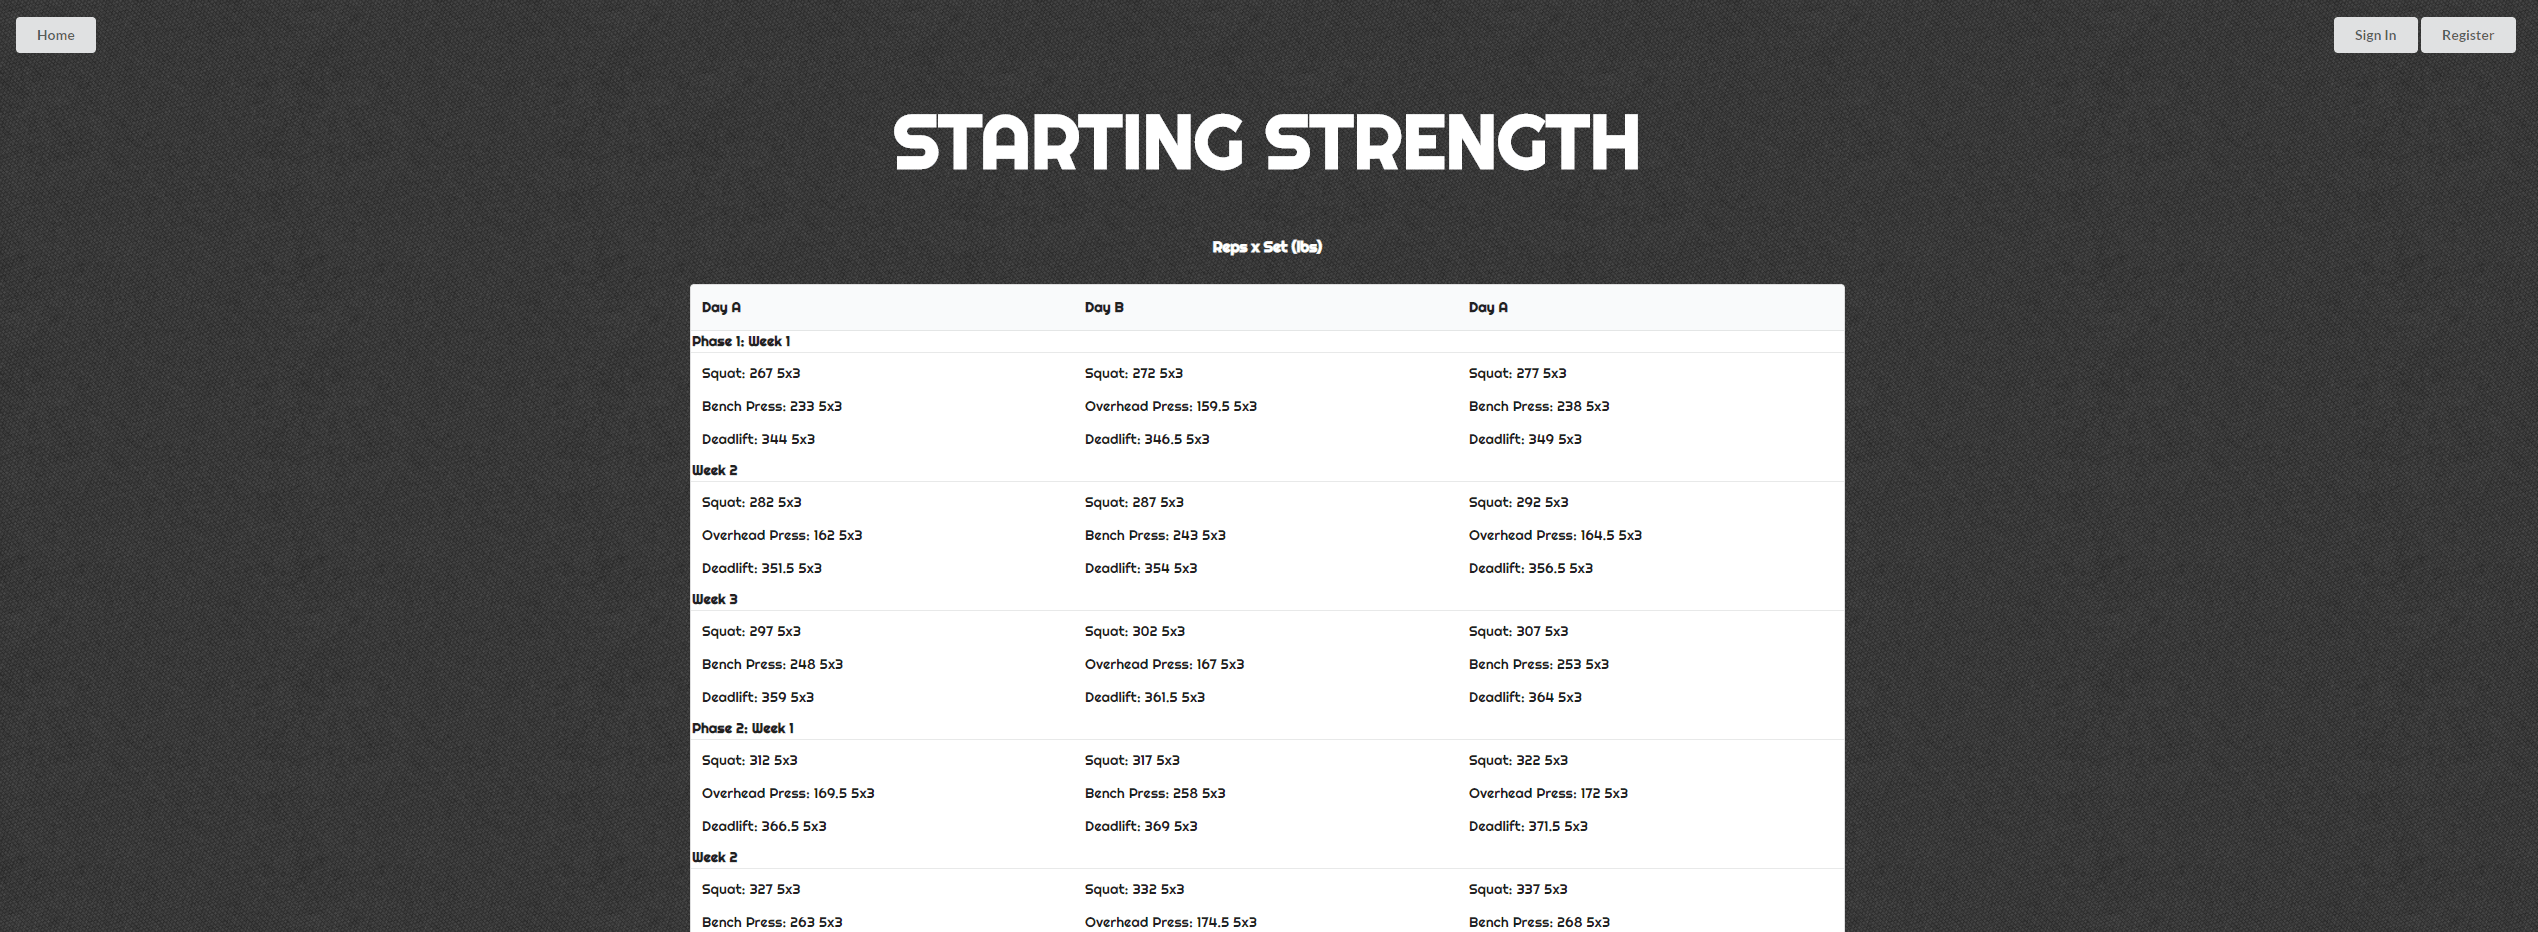 Home Sign In Register
STARTING STRENGTH
Reps x Set (lbs)
Day A Day B Day A
Phase 1: Week 1
Squat: 267 5x3 Squat: 272 5x3 Squat: 277 5x3
Bench Press: 233 5x3 Overhead Press: 159.5 5x3 Bench Press: 238 5x3
Deadlift: 344 5x3 Deadlift: 346.5 5x3 Deadlift: 349 5x3
Week 2
Squat: 282 5x3 Squat: 287 5x3 Squat: 292 5x3
Overhead Press: 162 5x3 Bench Press: 243 5x3 Overhead Press: 164.5 5x3
Deadlift: 351.5 5x3 Deadlift: 354 5x3 Deadlift: 356.5 5x3
Week 3
Squat: 297 5x3 Squat: 302 5x3 Squat: 307 5x3
Bench Press: 248 5x3 Overhead Press: 167 5x3 Bench Press: 253 5x3
Deadlift: 359 5x3 Deadlift: 361.5 5x3 Deadlift: 364 5x3
Phase 2: Week 1
Squat: 312 5x3 Squat: 317 5x3 Squat: 322 5x3
Overhead Press: 169.5 5x3 Bench Press: 258 5x3 Overhead Press: 172 5x3
Deadlift: 366.5 5x3 Deadlift: 369 5x3 Deadlift: 371.5 5x3
Week 2
Squat: 327 5x3 Squat: 332 5x3 Squat: 337 5x3
Bench Press: 263 5x3 Overhead Press: 174.5 5x3 Bench Press: 268 5x3